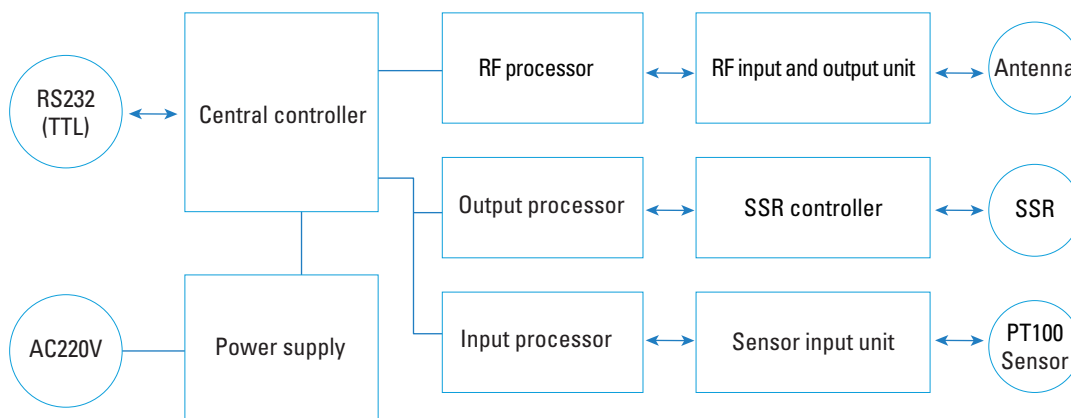 RS232
(TTL)
Central controller
RF processor
RF input and output unit
Antenna
Output processor
SSR controller
SSR
AC220V
Power supply
Input processor
Sensor input unit
PT100
Sensor